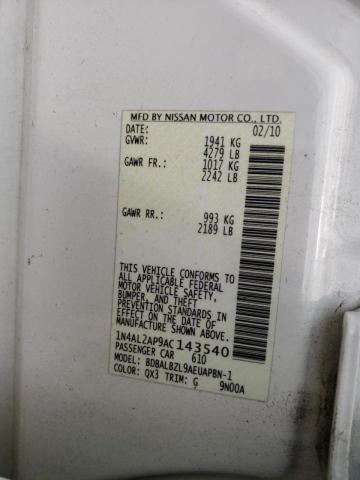 MFD BY NISSAN MOTOR CO., LTD.
DATE: 02/10
GVWR: 1941 KG
4279 LB
GAWR FR.: 1017 KG
2242 LB
GAWR RR.: 993 KG
2189 LB
THIS VEHICLE CONFORMS TO
ALL APPLICABLE FEDERAL
MOTOR VEHICLE SAFETY,
BUMPER, AND THEFT
PREVENTION STANDARDS IN
EFFECT ON THE DATE OF
MANUFACTURE SHOWN ABOVE.
1N4AL2AP9AC143540
PASSENGER CAR 610
MODEL: BDBALBZL9AEUAPBN-1
COLOR: QX3 TRIM: G 9N00A